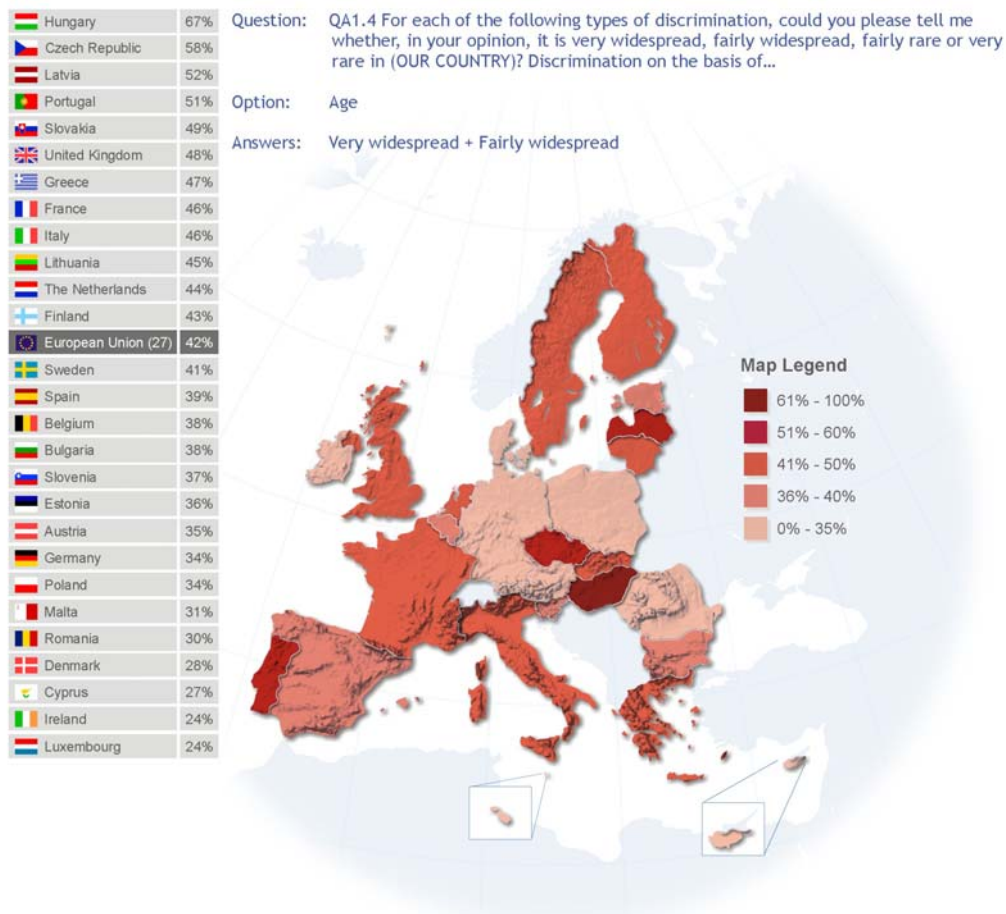 Hungary 67%
Czech Republic 58%
Latvia 52%
Portugal 51%
Slovakia 49%
United Kingdom 48%
Greece 47%
France 46%
Italy 46%
Lithuania 45%
The Netherlands 44%
Finland 43%
European Union (27) 42%
Sweden 41%
Spain 39%
Belgium 38%
Bulgaria 38%
Slovenia 37%
Estonia 36%
Austria 35%
Germany 34%
Poland 34%
Malta 31%
Romania 30%
Denmark 28%
Cyprus 27%
Ireland 24%
Luxembourg 24%
Question: QA1.4 For each of the following types of discrimination, could you please tell me
whether, in your opinion, it is very widespread, fairly widespread, fairly rare or very
rare in (OUR COUNTRY)? Discrimination on the basis of…
Option: Age
Answers: Very widespread + Fairly widespread
Map Legend
61% - 100%
51% - 60%
41% - 50%
36% - 40%
0% - 35%